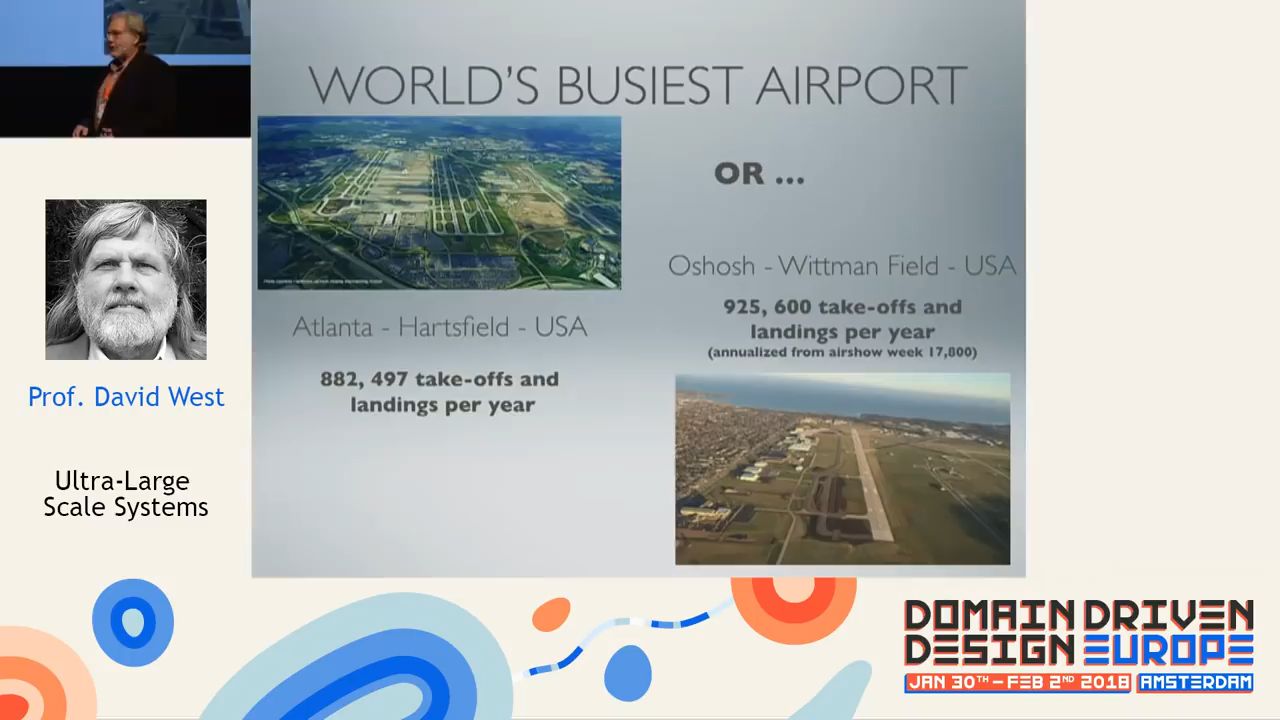 WORLD'S BUSIEST AIRPORT
OR ...
Atlanta - Hartsfield - USA
882, 497 take-offs and
landings per year
Oshosh - Wittman Field - USA
925, 600 take-offs and
landings per year
(annualized from airshow week 17,800)
Prof. David West
Ultra-Large
Scale Systems
DOMAIN DRIVEN
DESIGN EUROPE
JAN 30TH - FEB 2ND 2018 AMSTERDAM